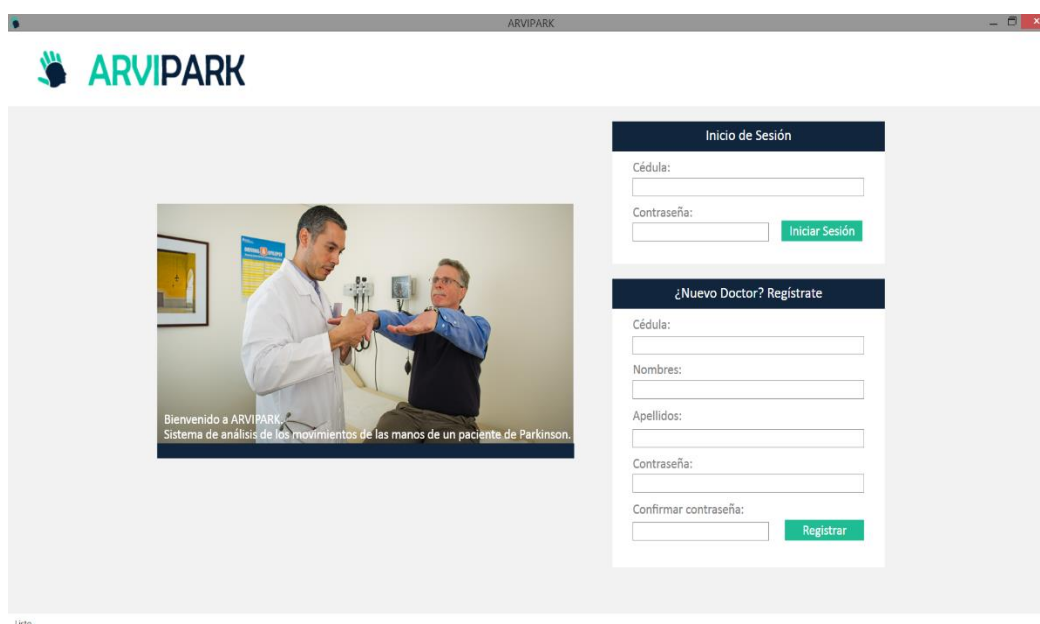 ARVIPARK
ARVIPARK
Inicio de Sesión
Cédula:
Contraseña:
Iniciar Sesión
¿Nuevo Doctor? Regístrate
Cédula:
Nombres:
Apellidos:
Contraseña:
Confirmar contraseña:
Registrar
Bienvenido a ARVIPARK.
Sistema de análisis de los movimientos de las manos de un paciente de Parkinson.
Listo